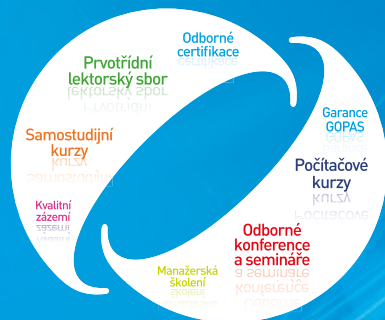 Odborné
certifikace
Prvotřídní
lektorský sbor
Garance
GOPAS
Samostudijní
kurzy
Počítačové
kurzy
Kvalitní
zázemí
Odborné
konference
a semináře
Manažerská
školení